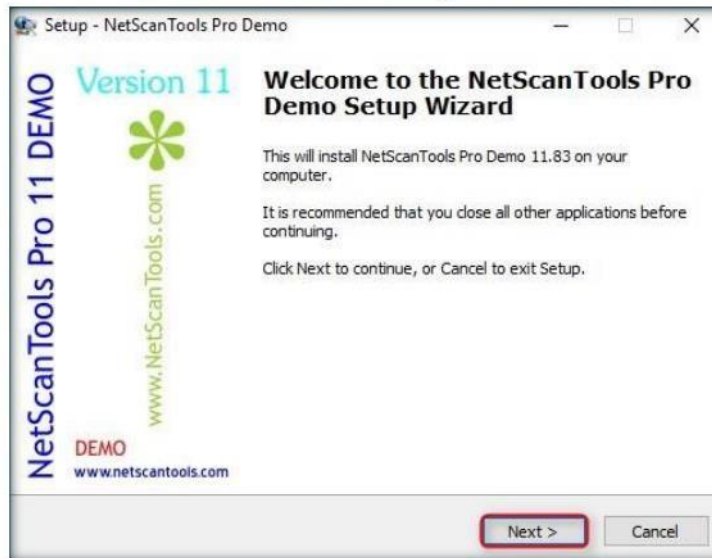 Setup - NetScanTools Pro Demo
NetScanTools Pro 11 DEMO
Version 11
www.NetScanTools.com
DEMO
www.netscantools.com
Welcome to the NetScanTools Pro
Demo Setup Wizard
This will install NetScanTools Pro Demo 11.83 on your
computer.
It is recommended that you close all other applications before
continuing.
Click Next to continue, or Cancel to exit Setup.
Next >
Cancel